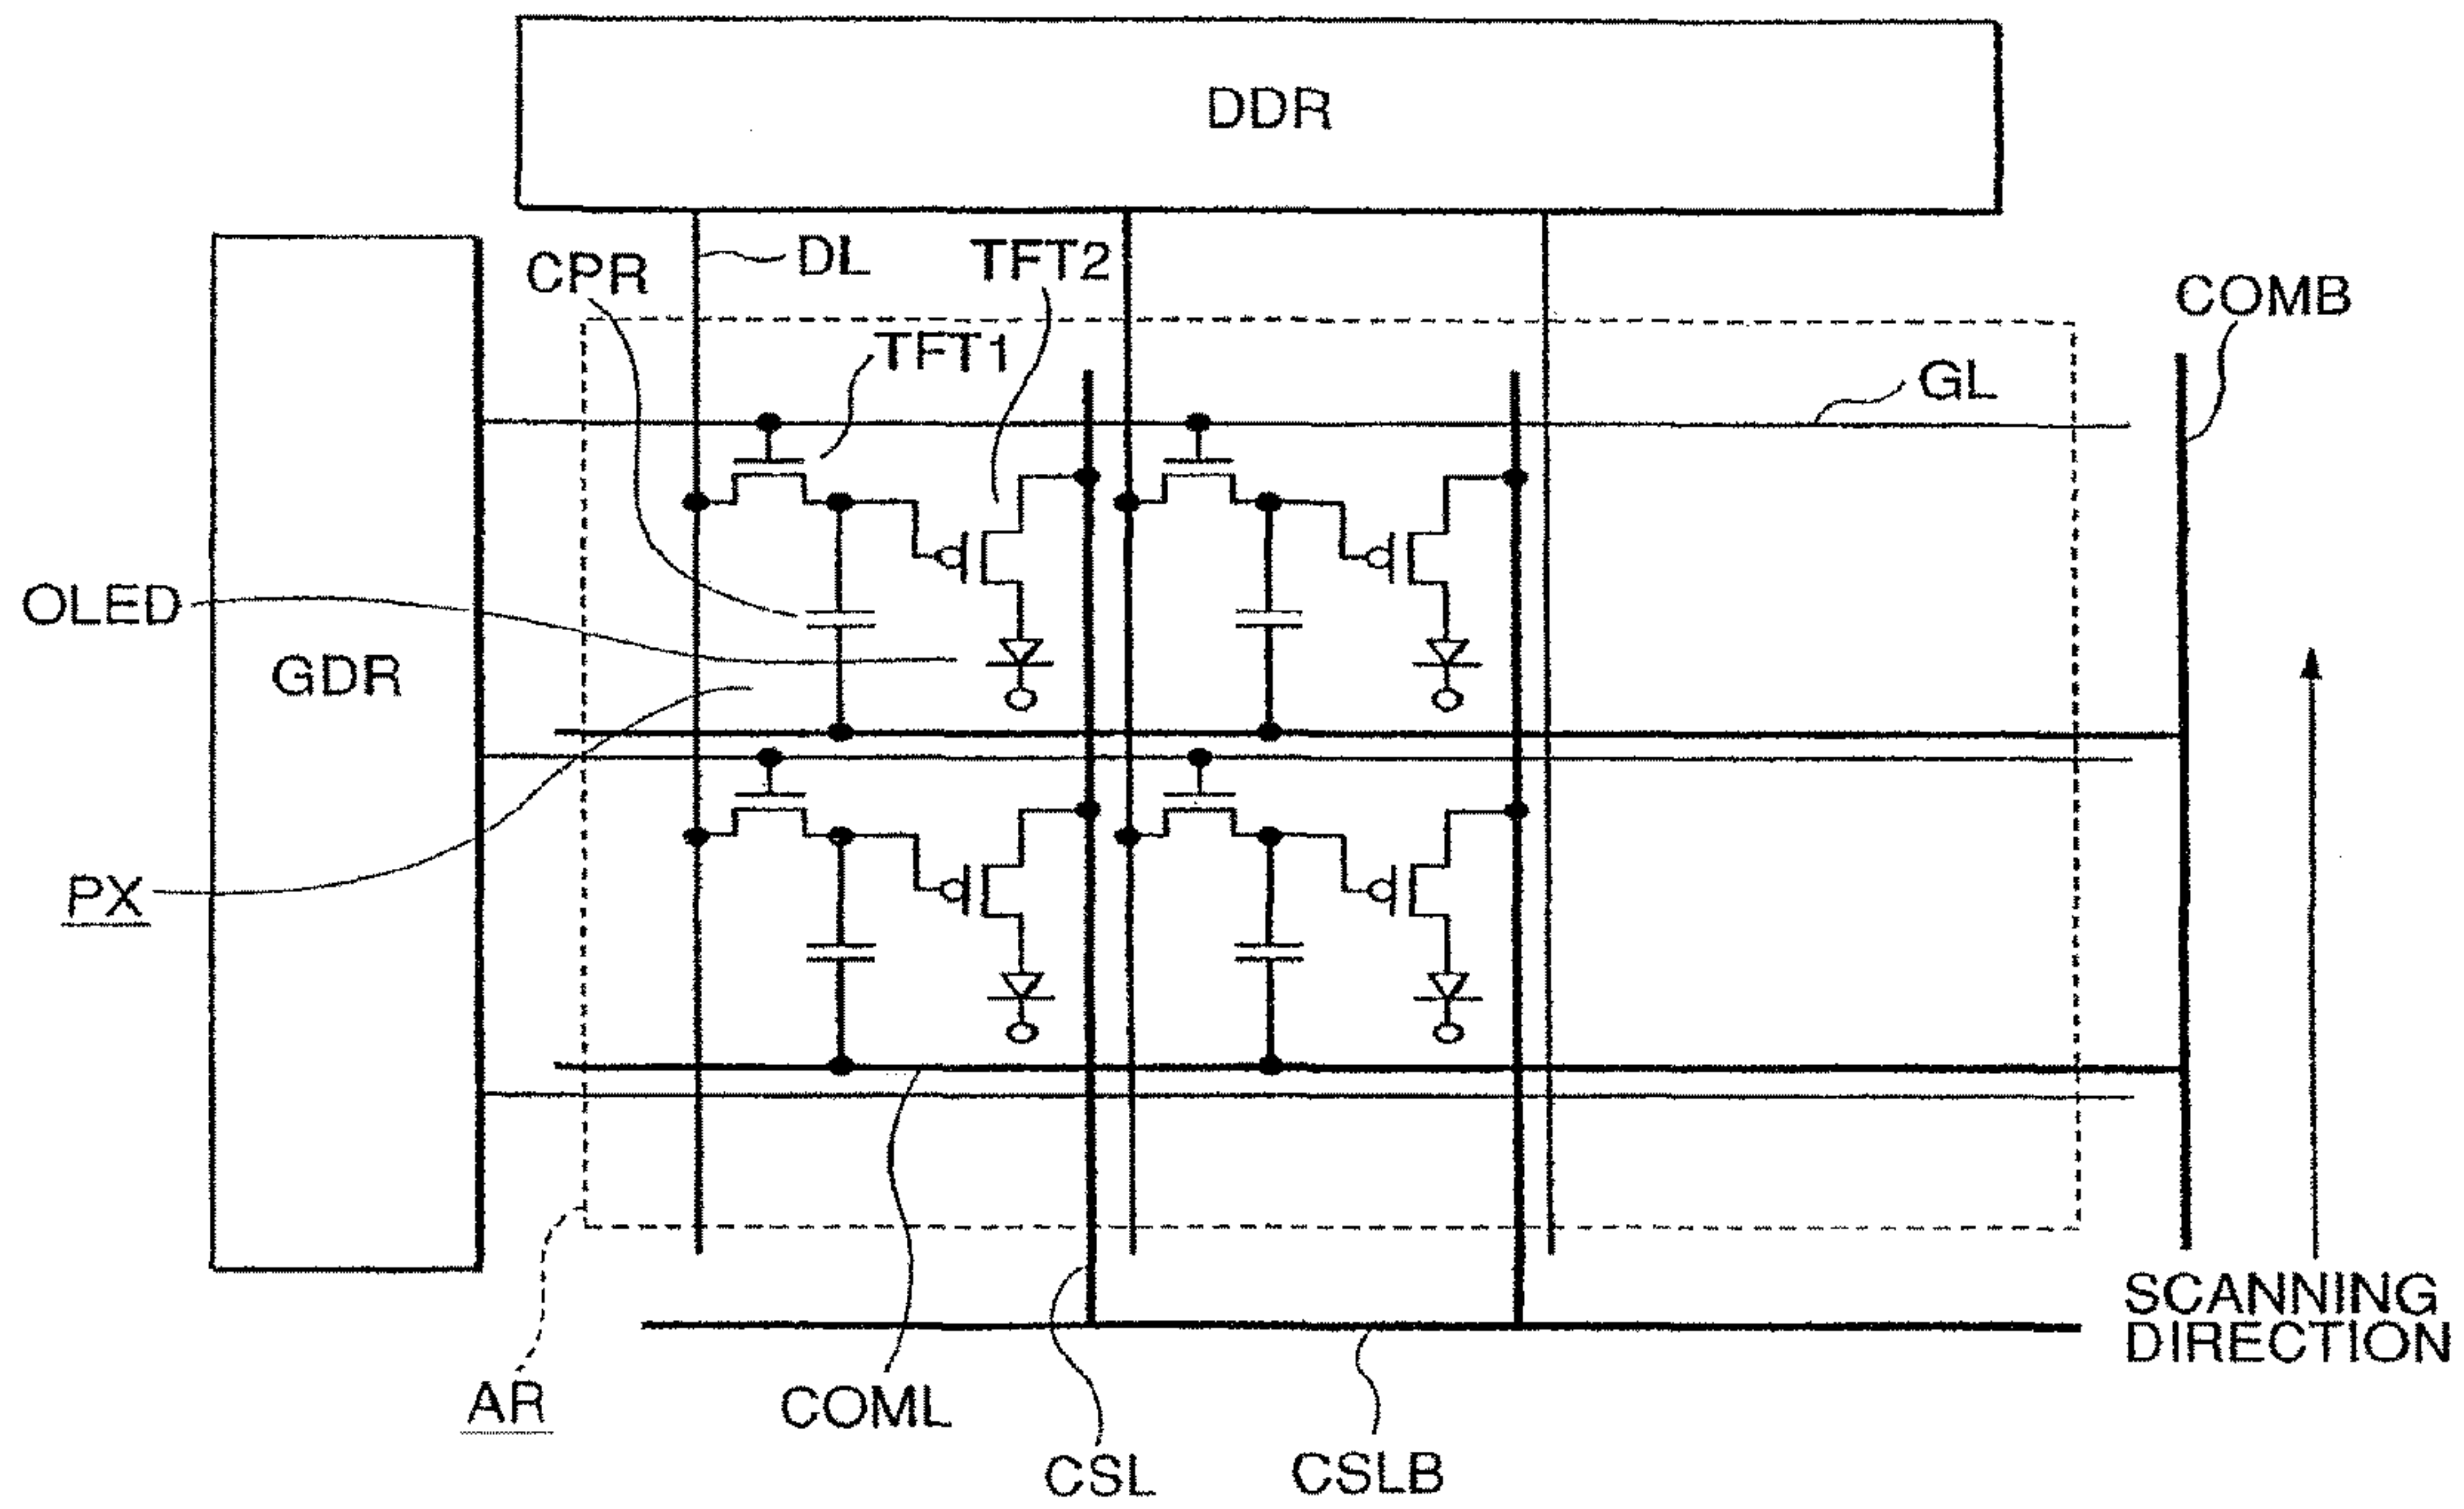 DDR
DL
TFT2
CPR
COMB
TFT1
GL
OLED
GDR
PX
SCANNING
DIRECTION
AR
COML
CSL
CSLB